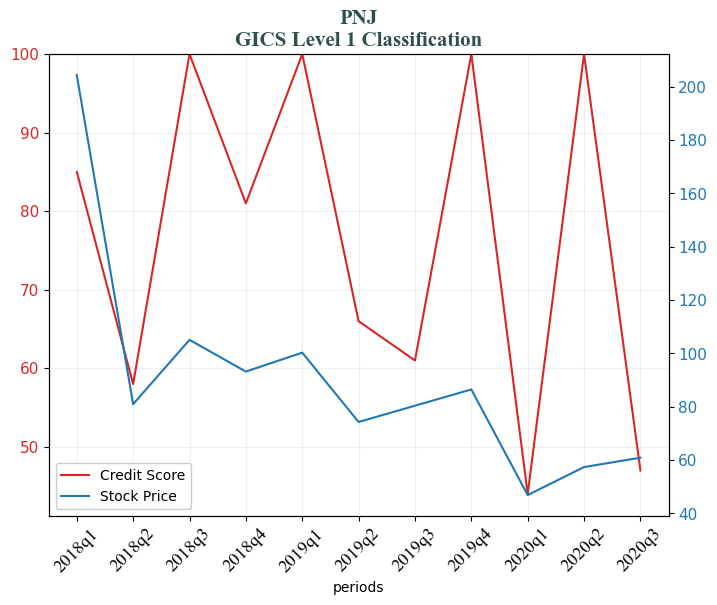 PNJ
GICS Level 1 Classification
100
90
80
70
60
50
200
180
160
140
120
100
80
60
40
Credit Score
Stock Price
2018q1
2018q2
2018q3
2018q4
2019q1
2019q2
2019q3
2019q4
2020q1
2020q2
2020q3
periods